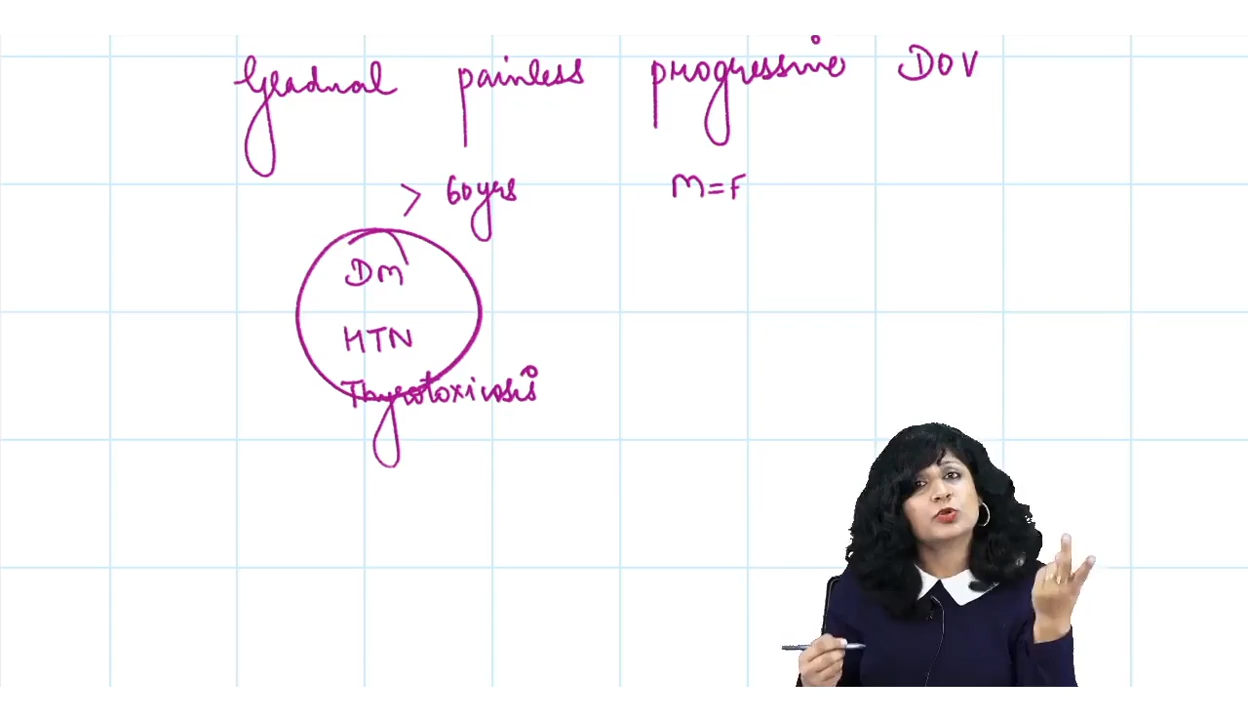 Gradual painless progressive DOV
> 60yrs M=F
DM
HTN
Thyrotoxicosis